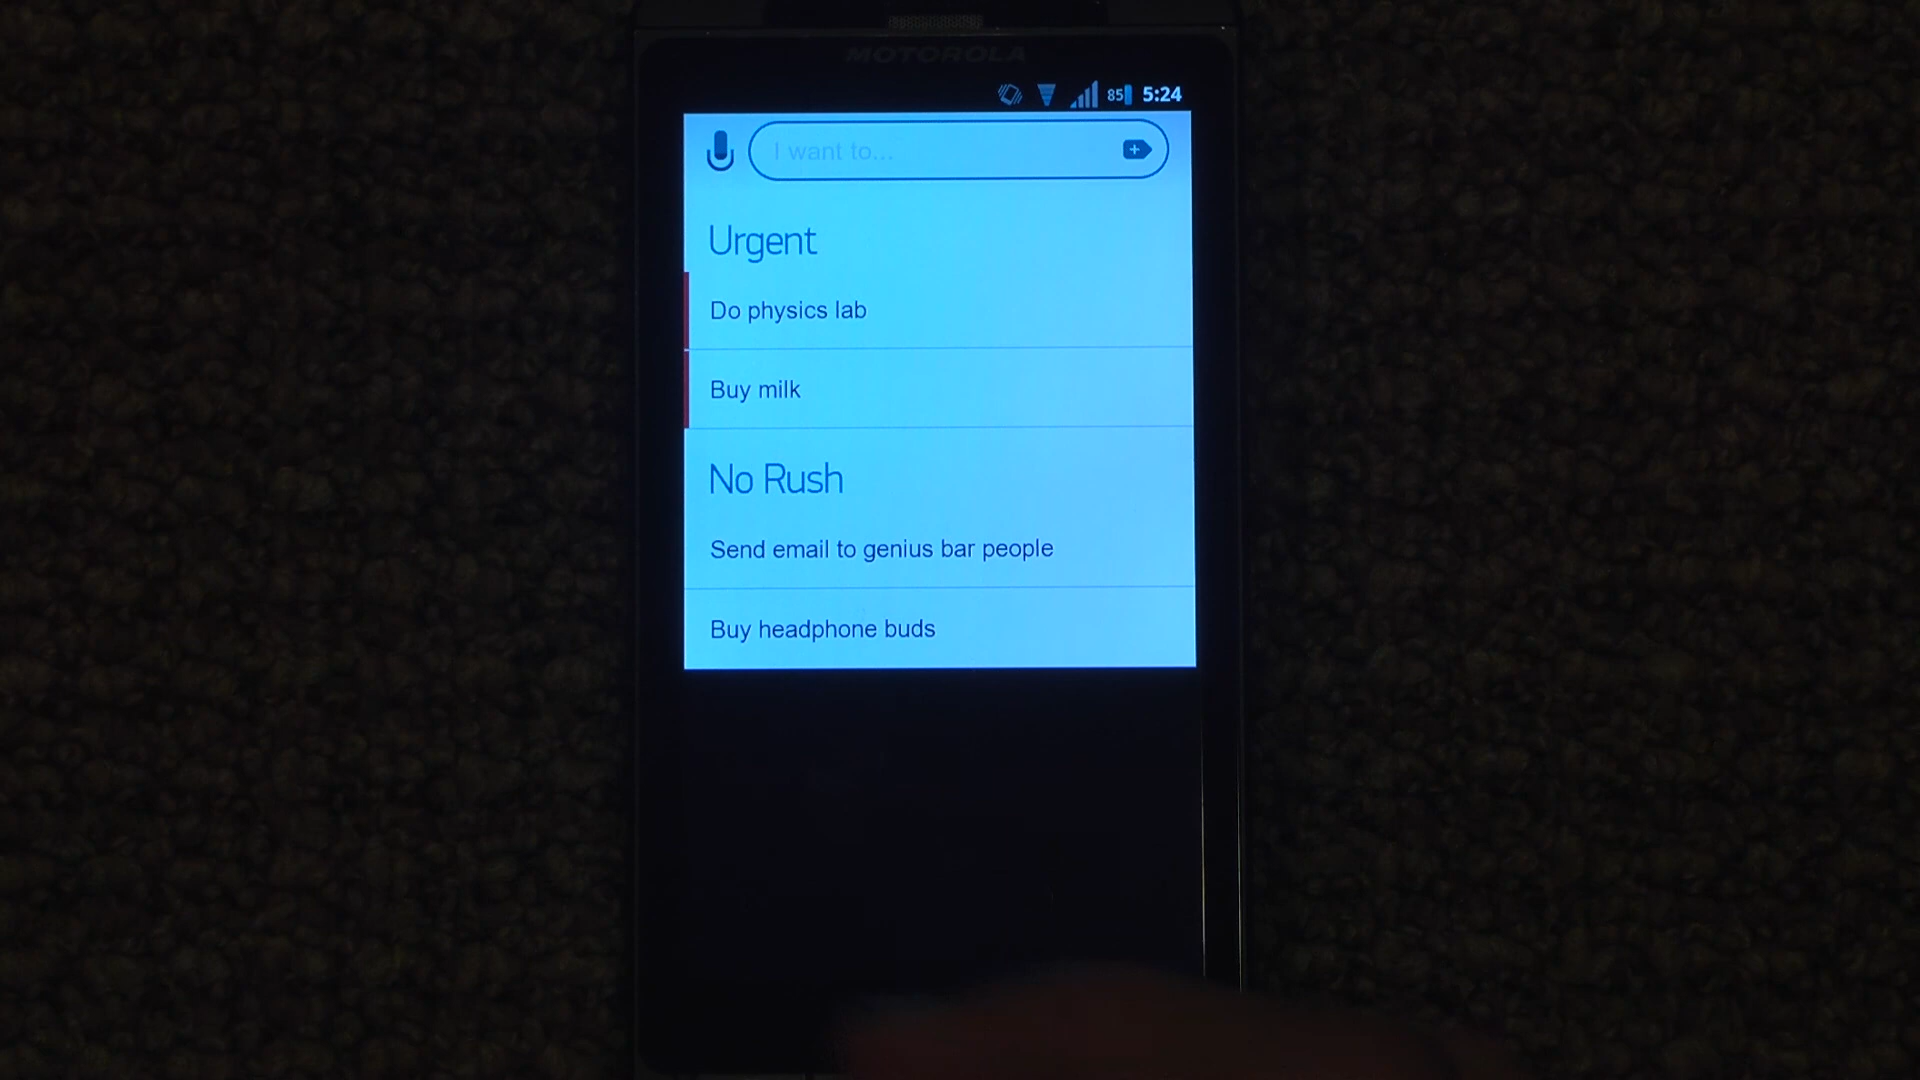 MOTOROLA
85 5:24
I want to...
Urgent
Do physics lab
Buy milk
No Rush
Send email to genius bar people
Buy headphone buds